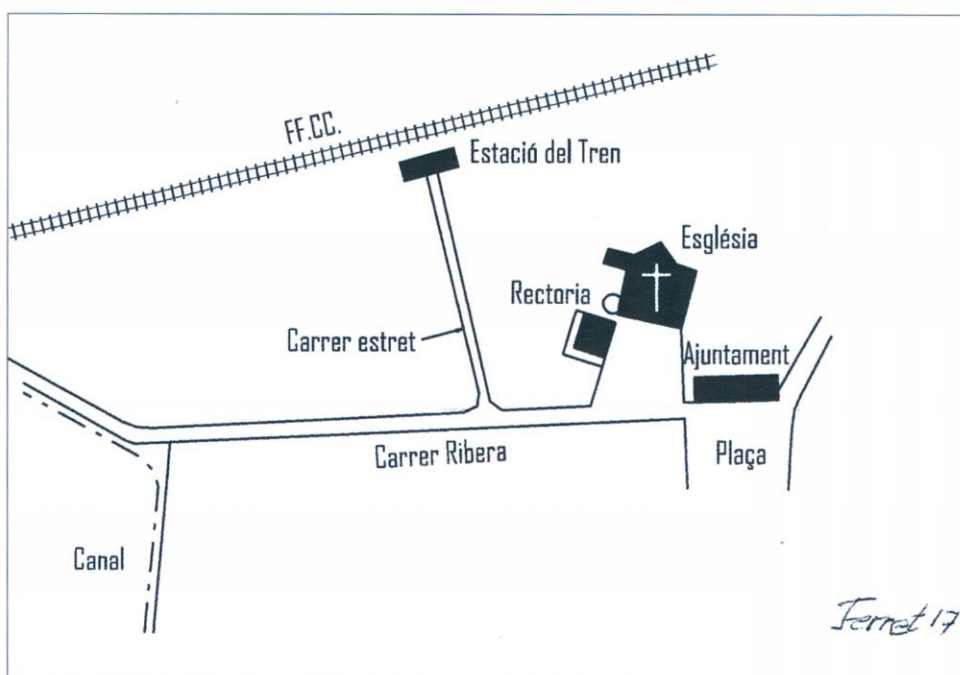 FF.CC.
Estació del Tren
Església
Rectoria
Carrer estret
Ajuntament
Carrer Ribera
Plaça
Canal
Ferret 17